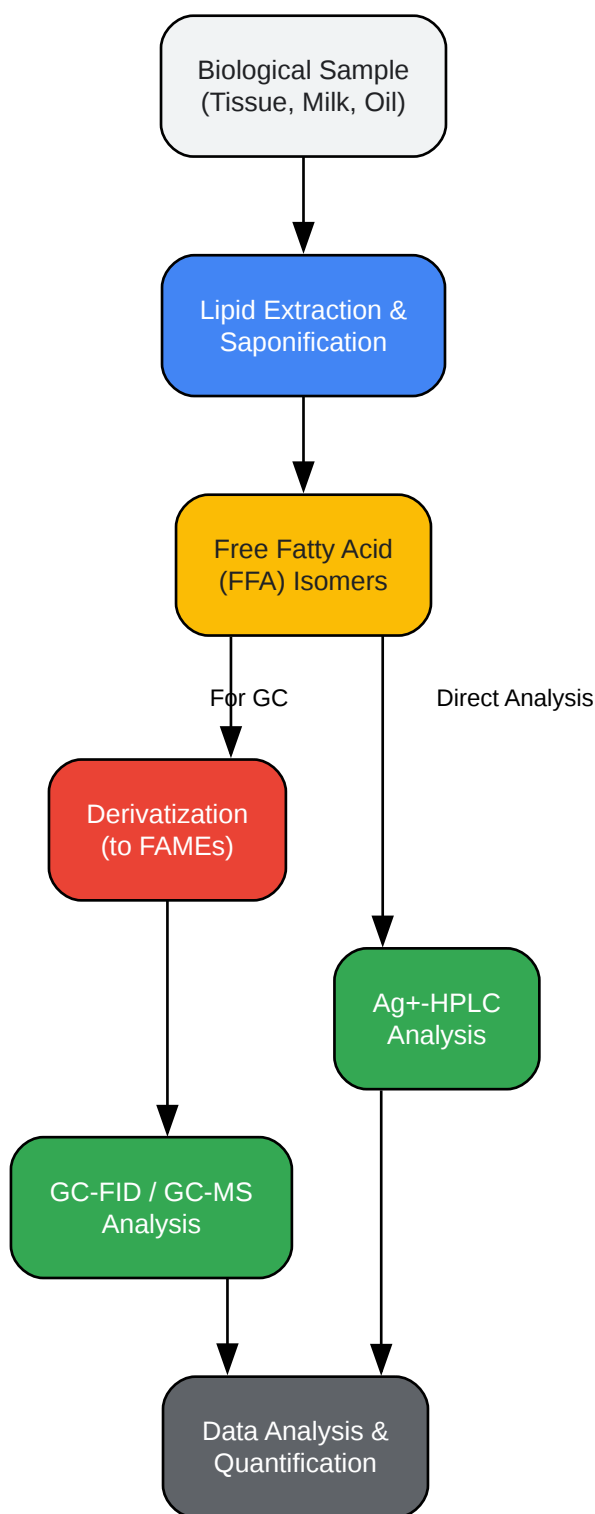 Biological Sample
(Tissue, Milk, Oil)
Lipid Extraction &
Saponification
Free Fatty Acid
(FFA) Isomers
For GC
Direct Analysis
Derivatization
(to FAMEs)
Ag+-HPLC
Analysis
GC-FID / GC-MS
Analysis
Data Analysis &
Quantification